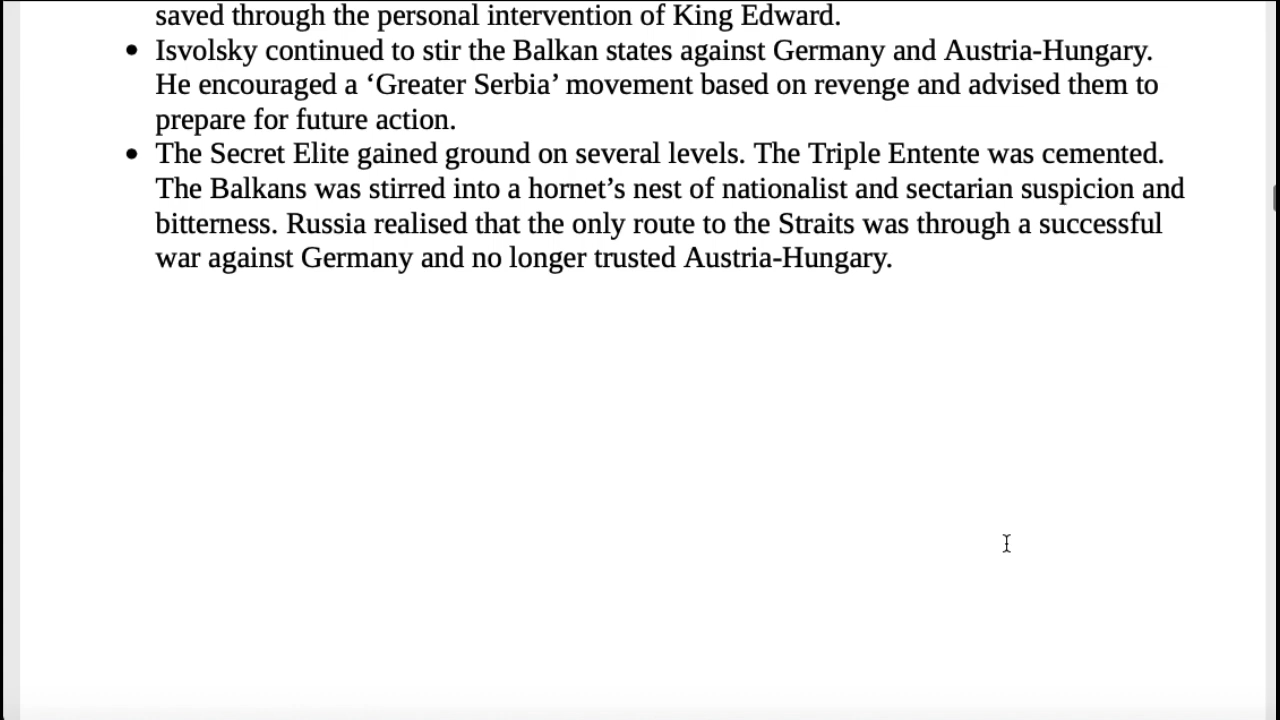 saved through the personal intervention of King Edward.
• Isvolsky continued to stir the Balkan states against Germany and Austria-Hungary.
He encouraged a ‘Greater Serbia’ movement based on revenge and advised them to
prepare for future action.
• The Secret Elite gained ground on several levels. The Triple Entente was cemented.
The Balkans was stirred into a hornet’s nest of nationalist and sectarian suspicion and
bitterness. Russia realised that the only route to the Straits was through a successful
war against Germany and no longer trusted Austria-Hungary.